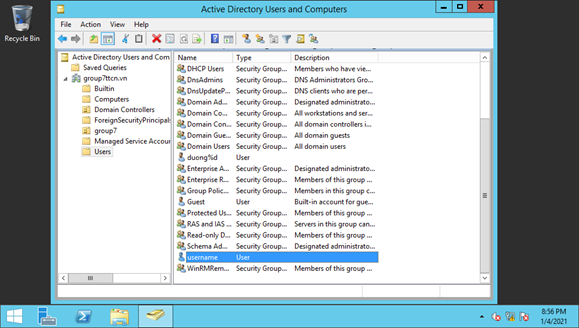 Recycle Bin
Active Directory Users and Computers
File Action View Help
Active Directory Users and Com
Saved Queries
group7ttcn.vn
Builtin
Computers
Domain Controllers
ForeignSecurityPrincipals
group7
Managed Service Accour
Users
Name Type Description
DHCP Users Security Group... Members who have vie...
DnsAdmins Security Group... DNS Administrators Gro...
DnsUpdateP... Security Group... DNS clients who are per...
Domain Ad... Security Group... Designated administrato...
Domain Com... Security Group... All workstations and ser...
Domain Con... Security Group... All domain controllers i...
Domain Gue... Security Group... All domain guests
Domain Users Security Group... All domain users
duong%d User
Enterprise A... Security Group... Designated administrato...
Enterprise R... Security Group... Members of this group ...
Group Polic... Security Group... Members in this group c...
Guest User Built-in account for gue...
Protected Us... Security Group... Members of this group ...
RAS and IAS ... Security Group... Servers in this group can...
Read-only D... Security Group... Members of this group ...
Schema Ad... Security Group... Designated administrato...
username User
WinRMRem... Security Group... Members of this group ...
8:56 PM
1/4/2021